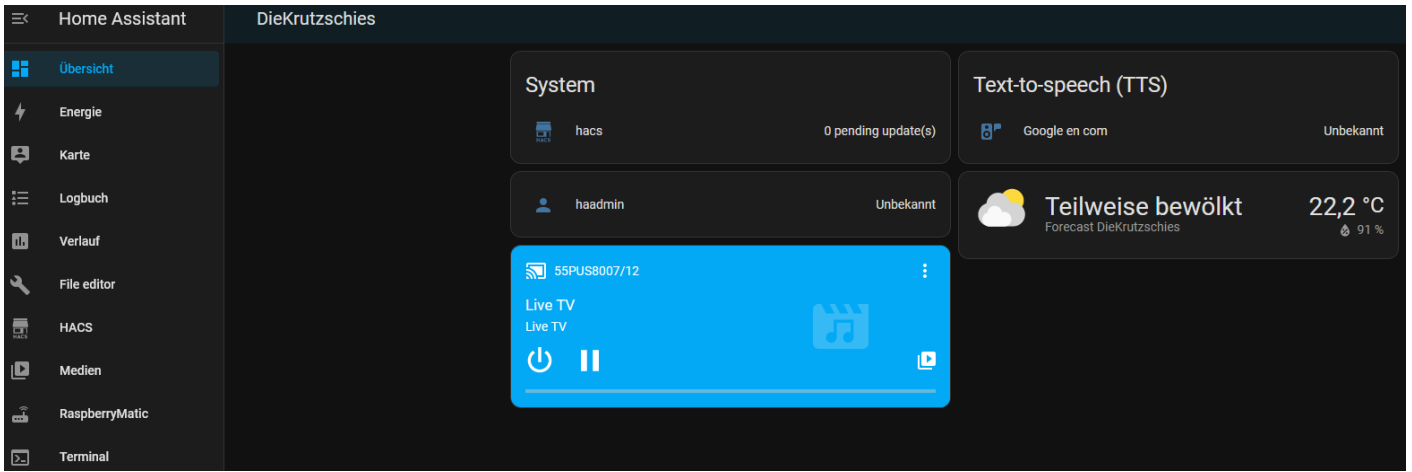 Home Assistant
DieKrutzschies
Übersicht
Energie
Karte
Logbuch
Verlauf
File editor
HACS
HACS
Medien
RaspberryMatic
Terminal
System
HACS
hacs
0 pending update(s)
haadmin
Unbekannt
55PUS8007/12
Live TV
Live TV
Text-to-speech (TTS)
Google en com
Unbekannt
Teilweise bewölkt
22,2 °C
Forecast DieKrutzschies
91 %